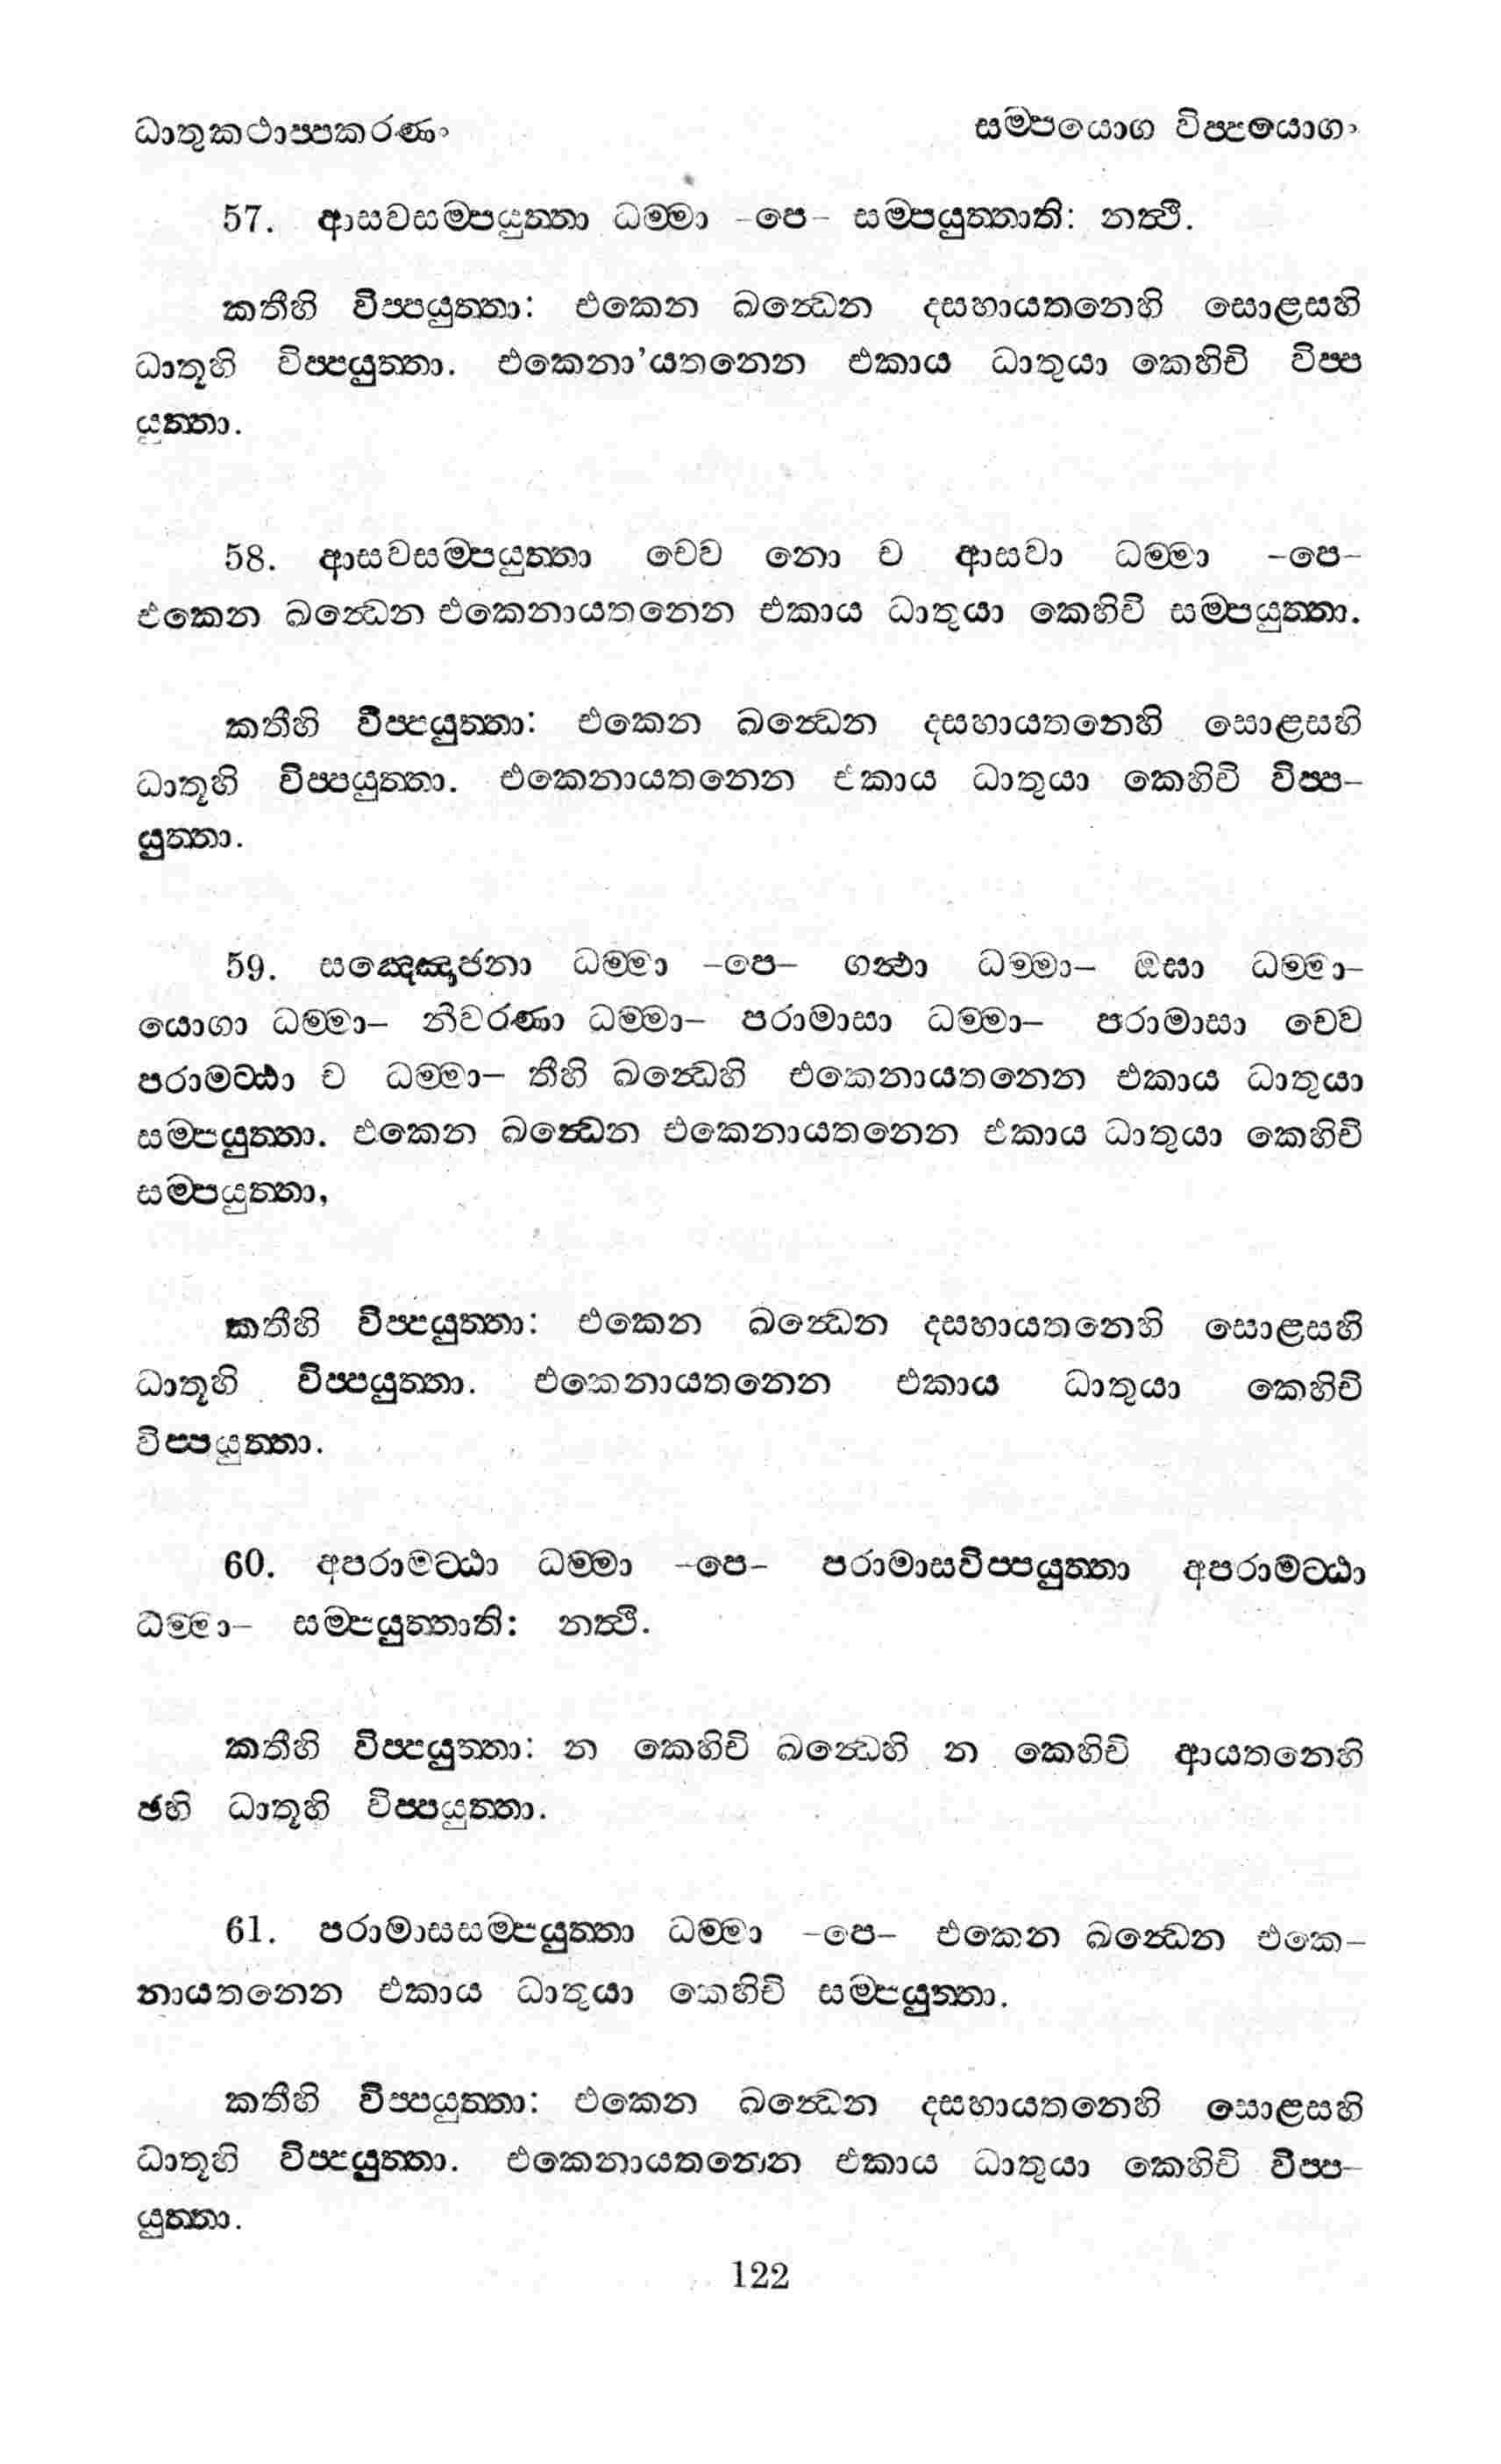 ධාතුකථාප්පකරණං සම්පයොග විප්පයොගං
57. ආසවසම්පයුත්තා ධම්මා -පෙ- සම්පයුත්තාති: නත්ථි.
කතීහි විප්පයුත්තා: එකෙන ඛන්ධෙන දසහායතනෙහි සොළසහි
ධාතූහි විප්පයුත්තා. එකෙනා’යතනෙන එකාය ධාතුයා කෙහිචි විප්ප
යුත්තා.
58. ආසවසම්පයුත්තා චෙව නො ච ආසවා ධම්මා -පෙ-
එකෙන ඛන්ධෙන එකෙනායතනෙන එකාය ධාතුයා කෙහිචි සම්පයුත්තා.
කතීහි විප්පයුත්තා: එකෙන ඛන්ධෙන දසහායතනෙහි සොළසහි
ධාතූහි විප්පයුත්තා. එකෙනායතනෙන එකාය ධාතුයා කෙහිචි විප්ප-
යුත්තා.
59. සඤ්ඤොජනා ධම්මා -පෙ- ගන්ථා ධම්මා- ඔඝා ධම්මා-
යොගා ධම්මා- නීවරණා ධම්මා- පරාමාසා ධම්මා- පරාමාසා චෙව
පරාමට්ඨා ච ධම්මා- තීහි ඛන්ධෙහි එකෙනායතනෙන එකාය ධාතුයා
සම්පයුත්තා. එකෙන ඛන්ධෙන එකෙනායතනෙන එකාය ධාතුයා කෙහිචි
සම්පයුත්තා,
කතීහි විප්පයුත්තා: එකෙන ඛන්ධෙන දසහායතනෙහි සොළසහි
ධාතූහි විප්පයුත්තා. එකෙනායතනෙන එකාය ධාතුයා කෙහිචි
විප්පයුත්තා.
60. අපරාමට්ඨා ධම්මා -පෙ- පරාමාසවිප්පයුත්තා අපරාමට්ඨා
ධම්මා- සම්පයුත්තාති: නත්ථි.
කතීහි විප්පයුත්තා: න කෙහිචි ඛන්ධෙහි න කෙහිචි ආයතනෙහි
ඡහි ධාතූහි විප්පයුත්තා.
61. පරාමාසසම්පයුත්තා ධම්මා -පෙ- එකෙන ඛන්ධෙන එකෙ-
නායතනෙන එකාය ධාතුයා කෙහිචි සම්පයුත්තා.
කතීහි විප්පයුත්තා: එකෙන ඛන්ධෙන දසහායතනෙහි සොළසහි
ධාතූහි විප්පයුත්තා. එකෙනායතනෙන එකාය ධාතුයා කෙහිචි විප්ප-
යුත්තා.
122